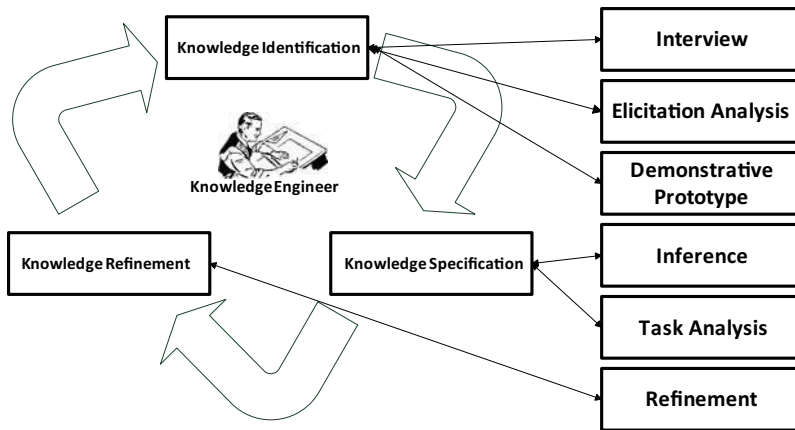 Knowledge Identification
Interview
Elicitation Analysis
Demonstrative
Prototype
Knowledge Engineer
Knowledge Refinement
Knowledge Specification
Inference
Task Analysis
Refinement